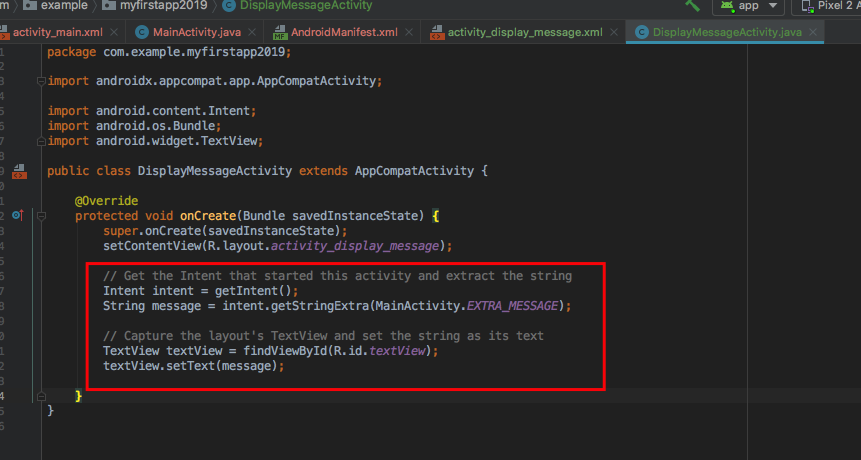 m example myfirstapp2019 DisplayMessageActivity app Pixel 2 A
activity_main.xml MainActivity.java AndroidManifest.xml activity_display_message.xml DisplayMessageActivity.java
package com.example.myfirstapp2019;
import androidx.appcompat.app.AppCompatActivity;
import android.content.Intent;
import android.os.Bundle;
import android.widget.TextView;
public class DisplayMessageActivity extends AppCompatActivity {
@Override
protected void onCreate(Bundle savedInstanceState) {
super.onCreate(savedInstanceState);
setContentView(R.layout.activity_display_message);
// Get the Intent that started this activity and extract the string
Intent intent = getIntent();
String message = intent.getStringExtra(MainActivity.EXTRA_MESSAGE);
// Capture the layout's TextView and set the string as its text
TextView textView = findViewById(R.id.textView);
textView.setText(message);
}
}